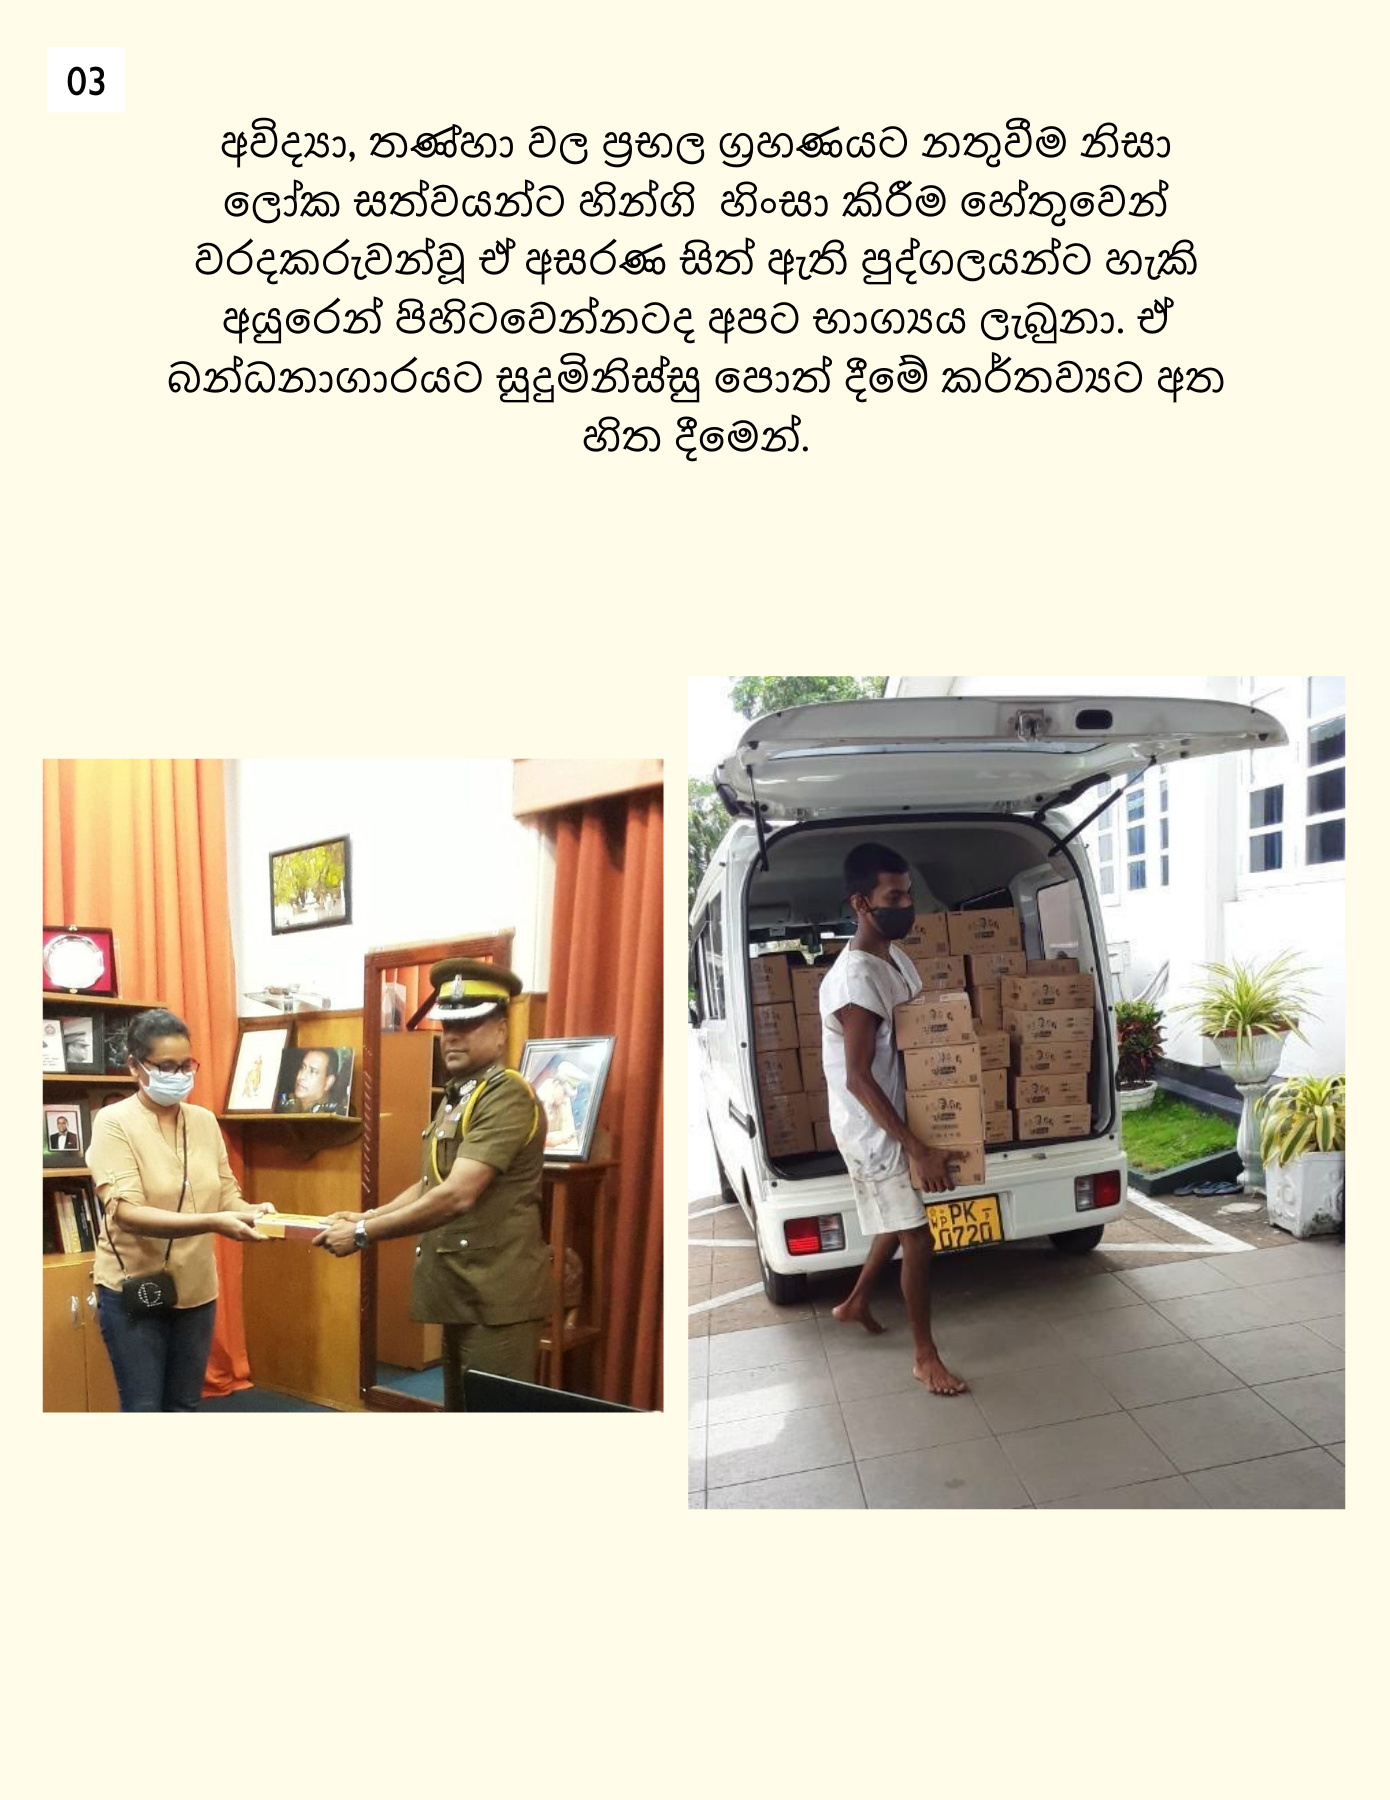 03
අවිද්‍යා, තණ්හා වල ප්‍රභල ග්‍රහණයට නතුවීම නිසා
ලෝක සත්වයන්ට හින්ගි  හිංසා කිරීම හේතුවෙන්
වරදකරුවන්වූ ඒ අසරණ සිත් ඇති පුද්ගලයන්ට හැකි
අයුරෙන් පිහිටවෙන්නටද අපට භාග්‍යය ලැබුනා. ඒ
බන්ධනාගාරයට සුදුමිනිස්සු පොත් දීමේ කර්තව්‍යට අත
හිත දීමෙන්.
WP PK
0720